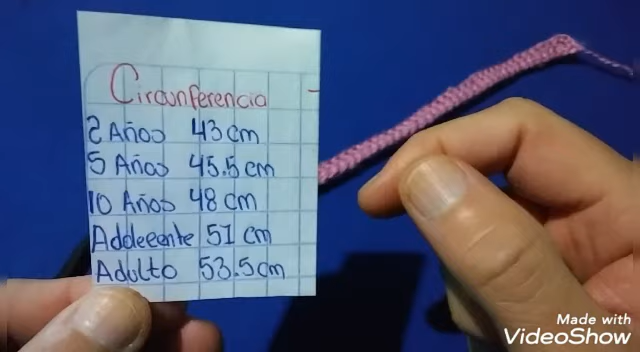 Circunferencia -
2 Años 43 cm
5 Años 45.5 cm
10 Años 48 cm
Addecente 51 cm
Adulto 53.5 cm
Made with
VideoShow